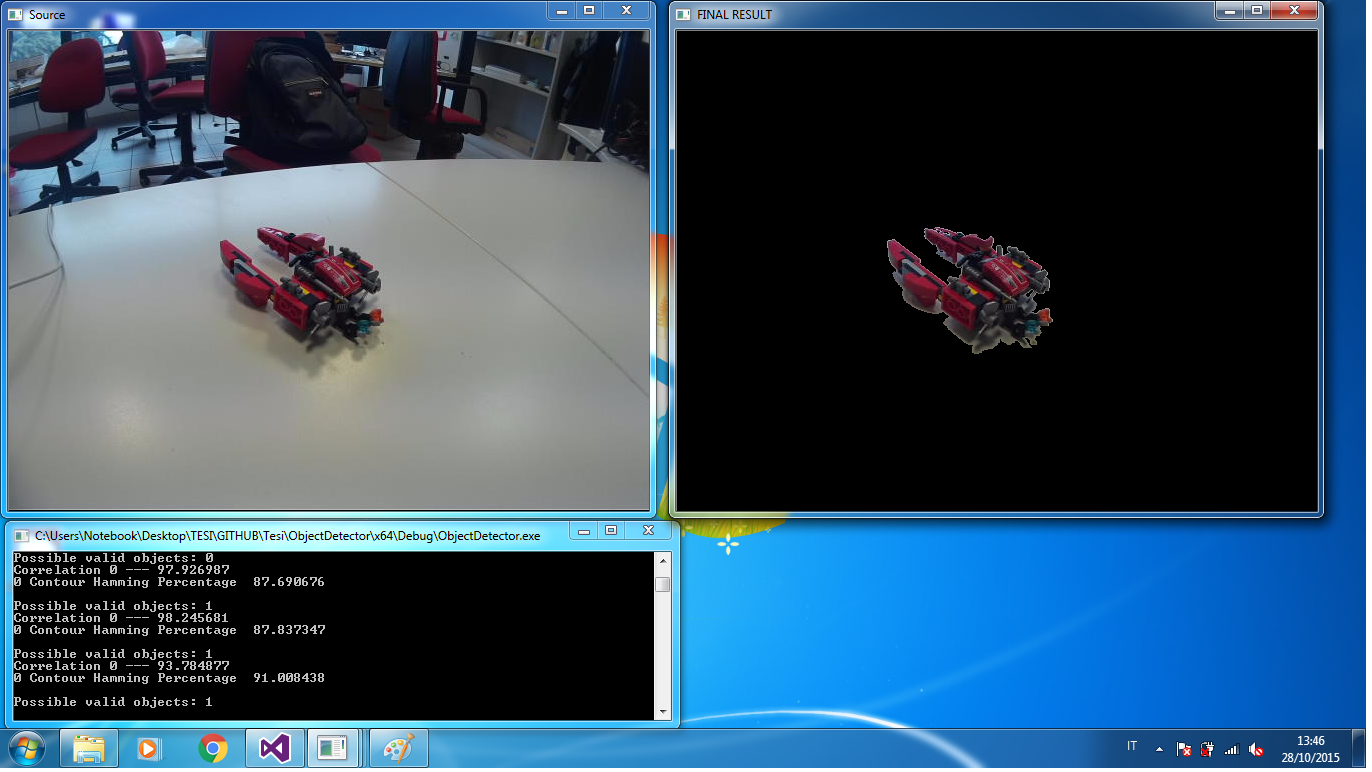 Source
FINAL RESULT
C:\Users\Notebook\Desktop\TESI\GITHUB\Tesi\ObjectDetector\x64\Debug\ObjectDetector.exe
Possible valid objects: 0
Correlation 0 --- 97.926987
0 Contour Hamming Percentage  87.690676
Possible valid objects: 1
Correlation 0 --- 98.245681
0 Contour Hamming Percentage  87.837347
Possible valid objects: 1
Correlation 0 --- 93.784877
0 Contour Hamming Percentage  91.008438
Possible valid objects: 1
IT
13:46
28/10/2015